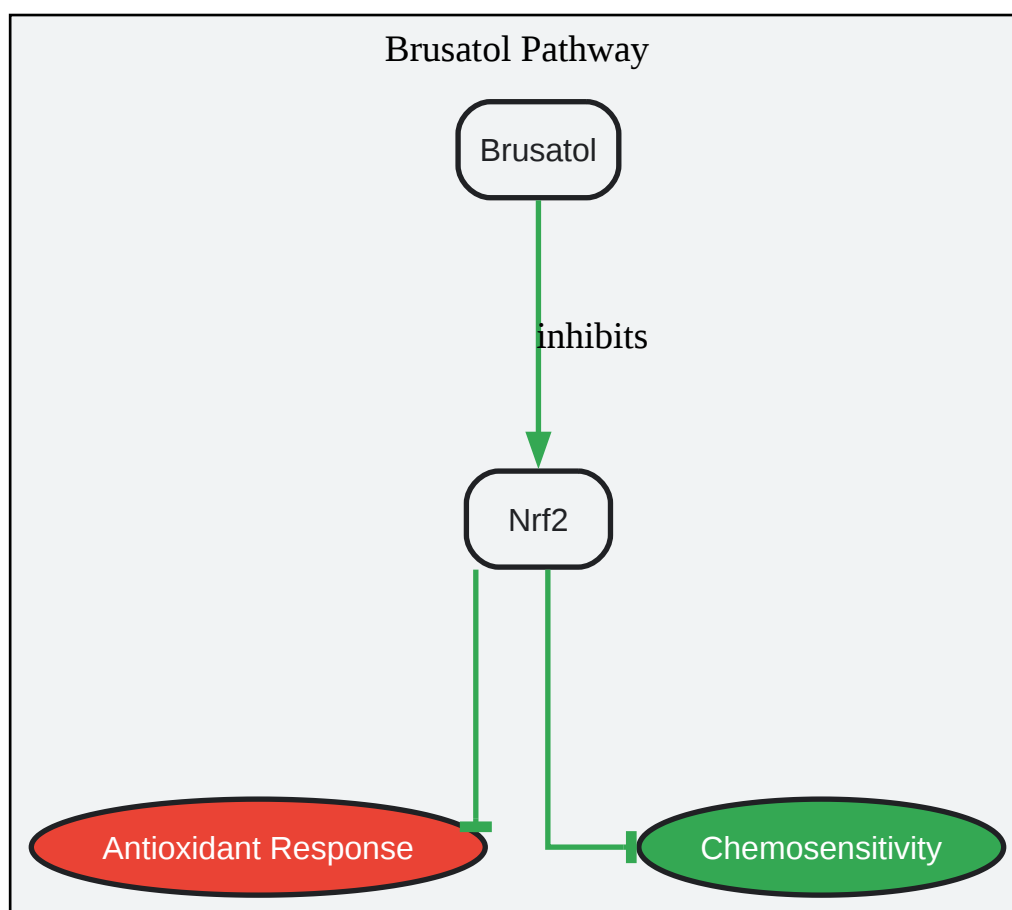 Brusatol Pathway
Brusatol
inhibits
Nrf2
Antioxidant Response
Chemosensitivity